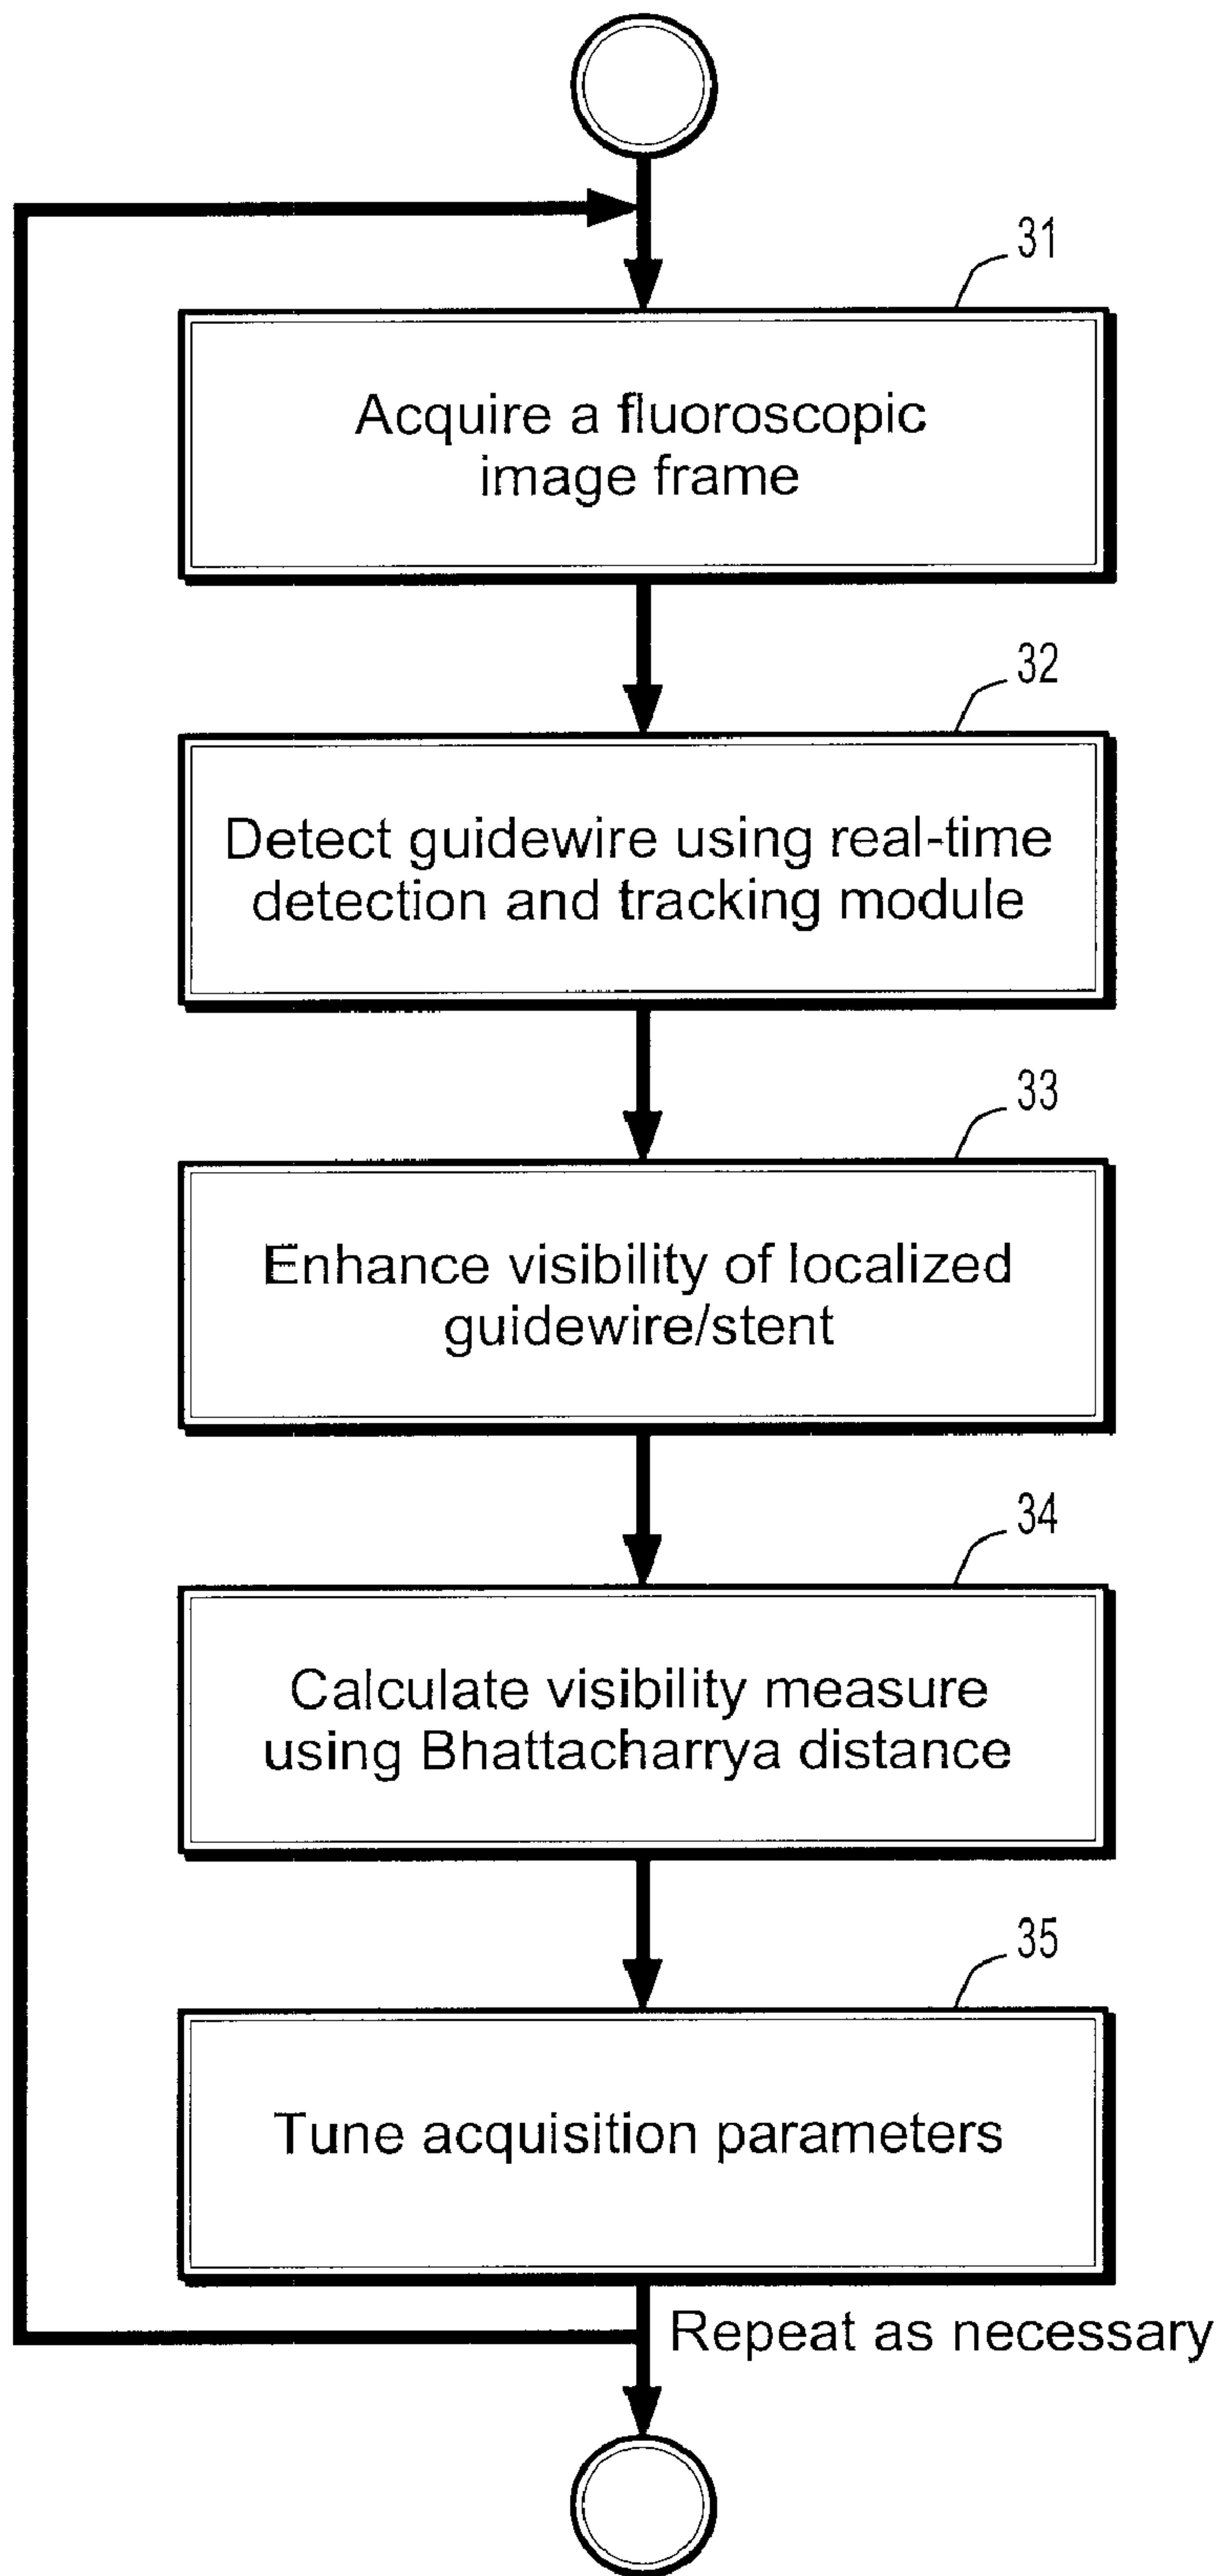 31
Acquire a fluoroscopic
image frame
32
Detect guidewire using real-time
detection and tracking module
33
Enhance visibility of localized
guidewire/stent
34
Calculate visibility measure
using Bhattacharrya distance
35
Tune acquisition parameters
Repeat as necessary